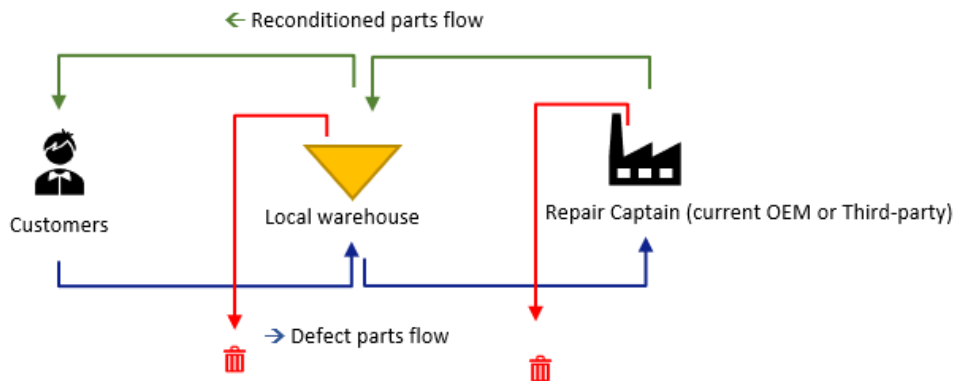 ← Reconditioned parts flow
Customers
Local warehouse
Repair Captain (current OEM or Third-party)
→ Defect parts flow